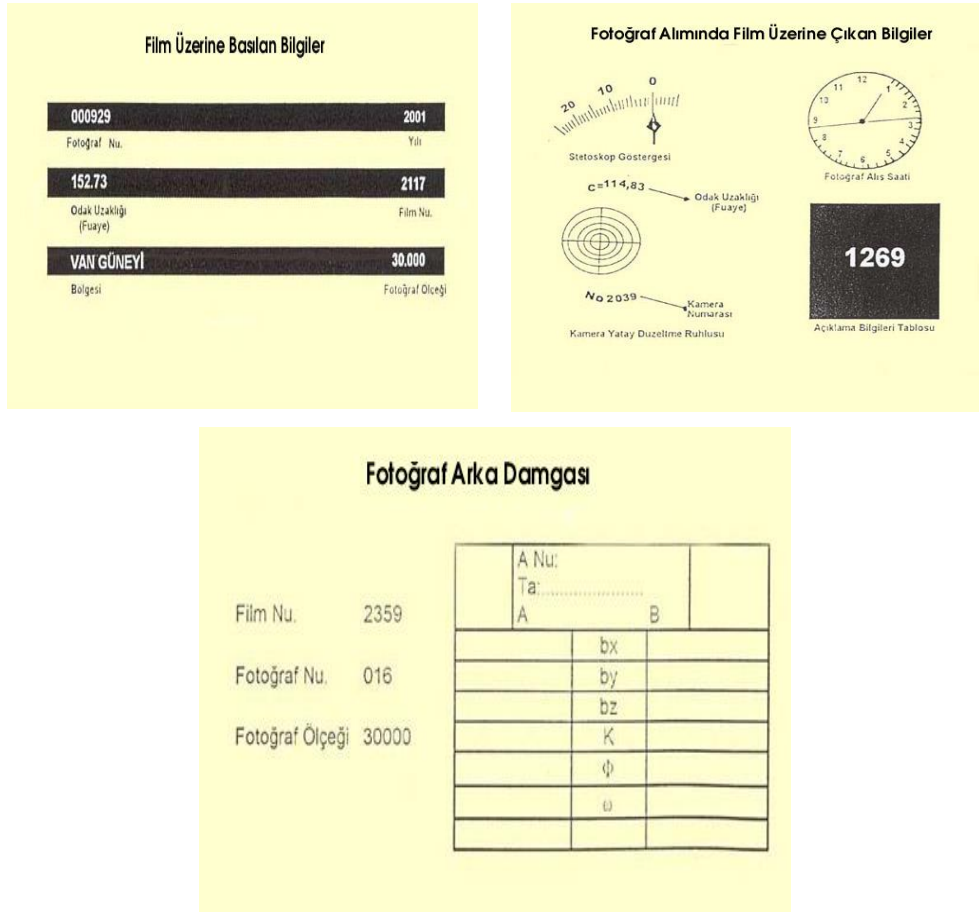 Film Üzerine Basılan Bilgiler
000929 2001
Fotoğraf Nu. Yılı
152.73 2117
Odak Uzaklığı Film Nu.
(Fuaye)
VAN GÜNEYİ 30.000
Bolgesi Fotoğraf Olceği
Fotoğraf Alımında Film Üzerine Çıkan Bilgiler
20 10 0
Stetoskop Göstergesi
12 1 2 3 4 5 6 7 8 9 10 11
Fotoğraf Alış Saati
C=114,83
Odak Uzaklığı
(Fuaye)
No 2039
Kamera
Numarası
Kamera Yatay Duzeltme Ruhlusu
1269
Açıklama Bilgileri Tablosu
Fotoğraf Arka Damgası
Film Nu. 2359
Fotoğraf Nu. 016
Fotoğraf Ölçeği 30000
A Nu:
Ta:......................
A B
bx
by
bz
K
Φ
ω